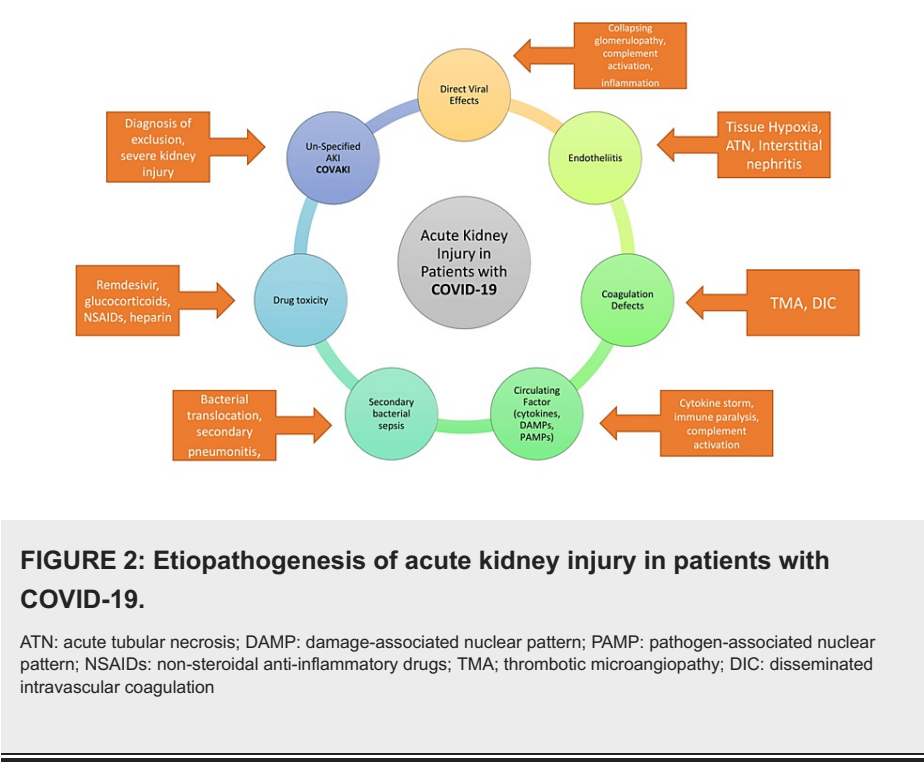 Collapsing
glomerulopathy,
complement
activation,
inflammation
Direct Viral
Effects
Diagnosis of
exclusion,
severe kidney
injury
Un-Specified
AKI
COVAKI
Endotheliitis
Tissue Hypoxia,
ATN, Interstitial
nephritis
Acute Kidney
Injury in
Patients with
COVID-19
Remdesivir,
glucocorticoids,
NSAIDs, heparin
Drug toxicity
Coagulation
Defects
TMA, DIC
Bacterial
translocation,
secondary
pneumonitis,
Secondary
bacterial
sepsis
Circulating
Factor
(cytokines,
DAMPs,
PAMPs)
Cytokine storm,
immune paralysis,
complement
activation
FIGURE 2: Etiopathogenesis of acute kidney injury in patients with
COVID-19.
ATN: acute tubular necrosis; DAMP: damage-associated nuclear pattern; PAMP: pathogen-associated nuclear
pattern; NSAIDs: non-steroidal anti-inflammatory drugs; TMA; thrombotic microangiopathy; DIC: disseminated
intravascular coagulation